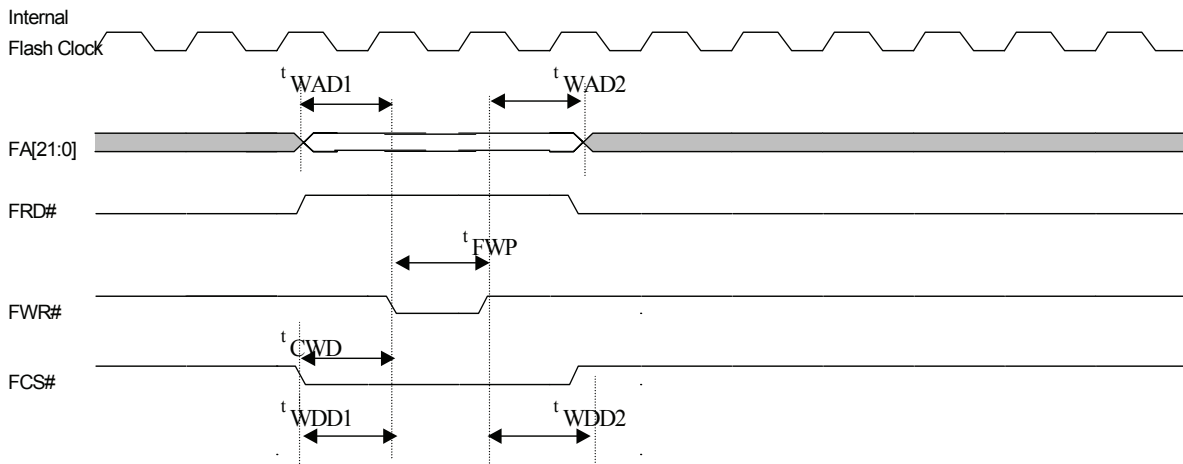 Internal
Flash Clock
t WAD1 t WAD2
FA[21:0]
FRD#
t FWP
FWR#
t CWD
FCS#
t WDD1 t WDD2